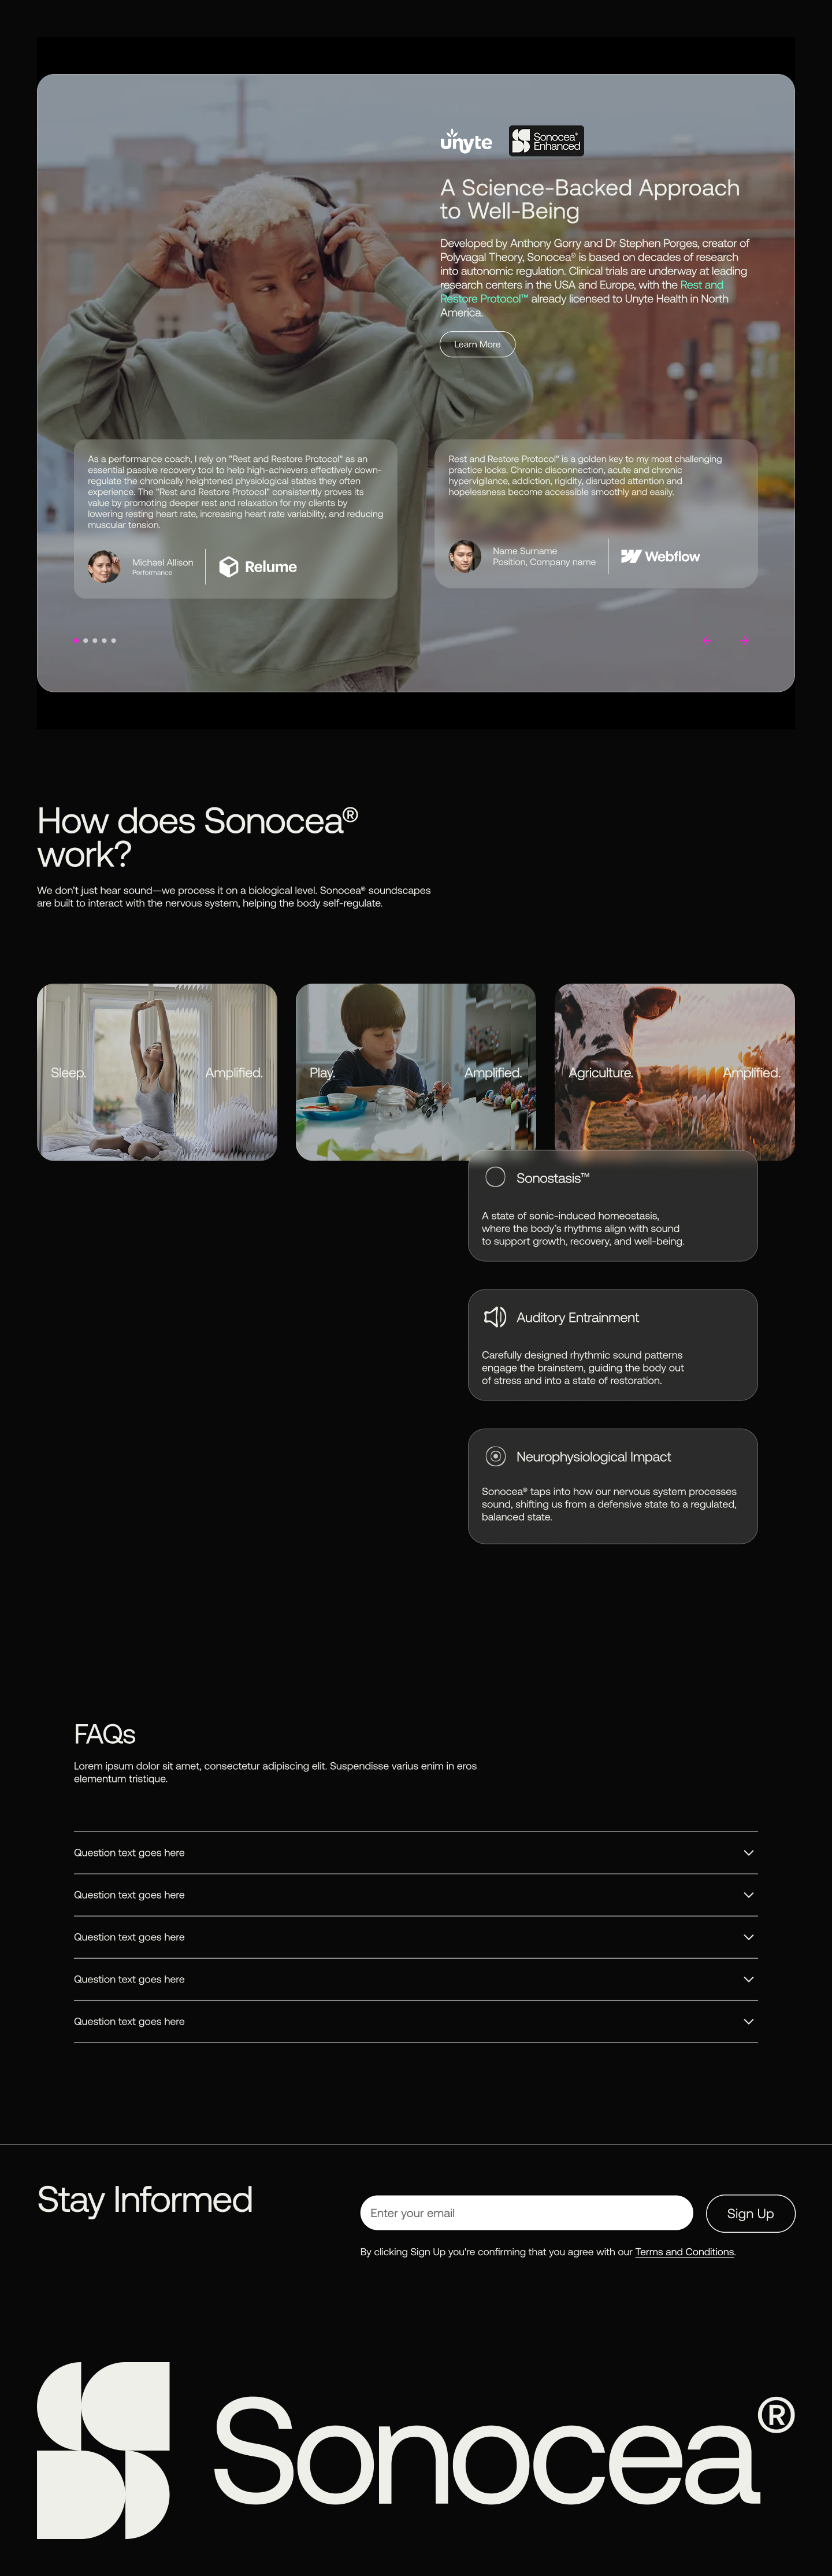 unyte
Sonocea®
Enhanced
A Science-Backed Approach
to Well-Being
Developed by Anthony Gorry and Dr Stephen Porges, creator of
Polyvagal Theory, Sonocea® is based on decades of research
into autonomic regulation. Clinical trials are underway at leading
research centers in the USA and Europe, with the Rest and
Restore Protocol™ already licensed to Unyte Health in North
America.
Learn More
As a performance coach, I rely on "Rest and Restore Protocol" as an
essential passive recovery tool to help high-achievers effectively down-
regulate the chronically heightened physiological states they often
experience. The "Rest and Restore Protocol" consistently proves its
value by promoting deeper rest and relaxation for my clients by
lowering resting heart rate, increasing heart rate variability, and reducing
muscular tension.
Michael Allison
Performance
Relume
Rest and Restore Protocol" is a golden key to my most challenging
practice locks. Chronic disconnection, acute and chronic
hypervigilance, addiction, rigidity, disrupted attention and
hopelessness become accessible smoothly and easily.
Name Surname
Position, Company name
Webflow
How does Sonocea®
work?
We don't just hear sound—we process it on a biological level. Sonocea® soundscapes
are built to interact with the nervous system, helping the body self-regulate.
Sleep. Amplified.
Play. Amplified.
Agriculture. Amplified.
Sonostasis™
A state of sonic-induced homeostasis,
where the body's rhythms align with sound
to support growth, recovery, and well-being.
Auditory Entrainment
Carefully designed rhythmic sound patterns
engage the brainstem, guiding the body out
of stress and into a state of restoration.
Neurophysiological Impact
Sonocea® taps into how our nervous system processes
sound, shifting us from a defensive state to a regulated,
balanced state.
FAQs
Lorem ipsum dolor sit amet, consectetur adipiscing elit. Suspendisse varius enim in eros
elementum tristique.
Question text goes here
Question text goes here
Question text goes here
Question text goes here
Question text goes here
Stay Informed
Enter your email
Sign Up
By clicking Sign Up you're confirming that you agree with our Terms and Conditions.
Sonocea®